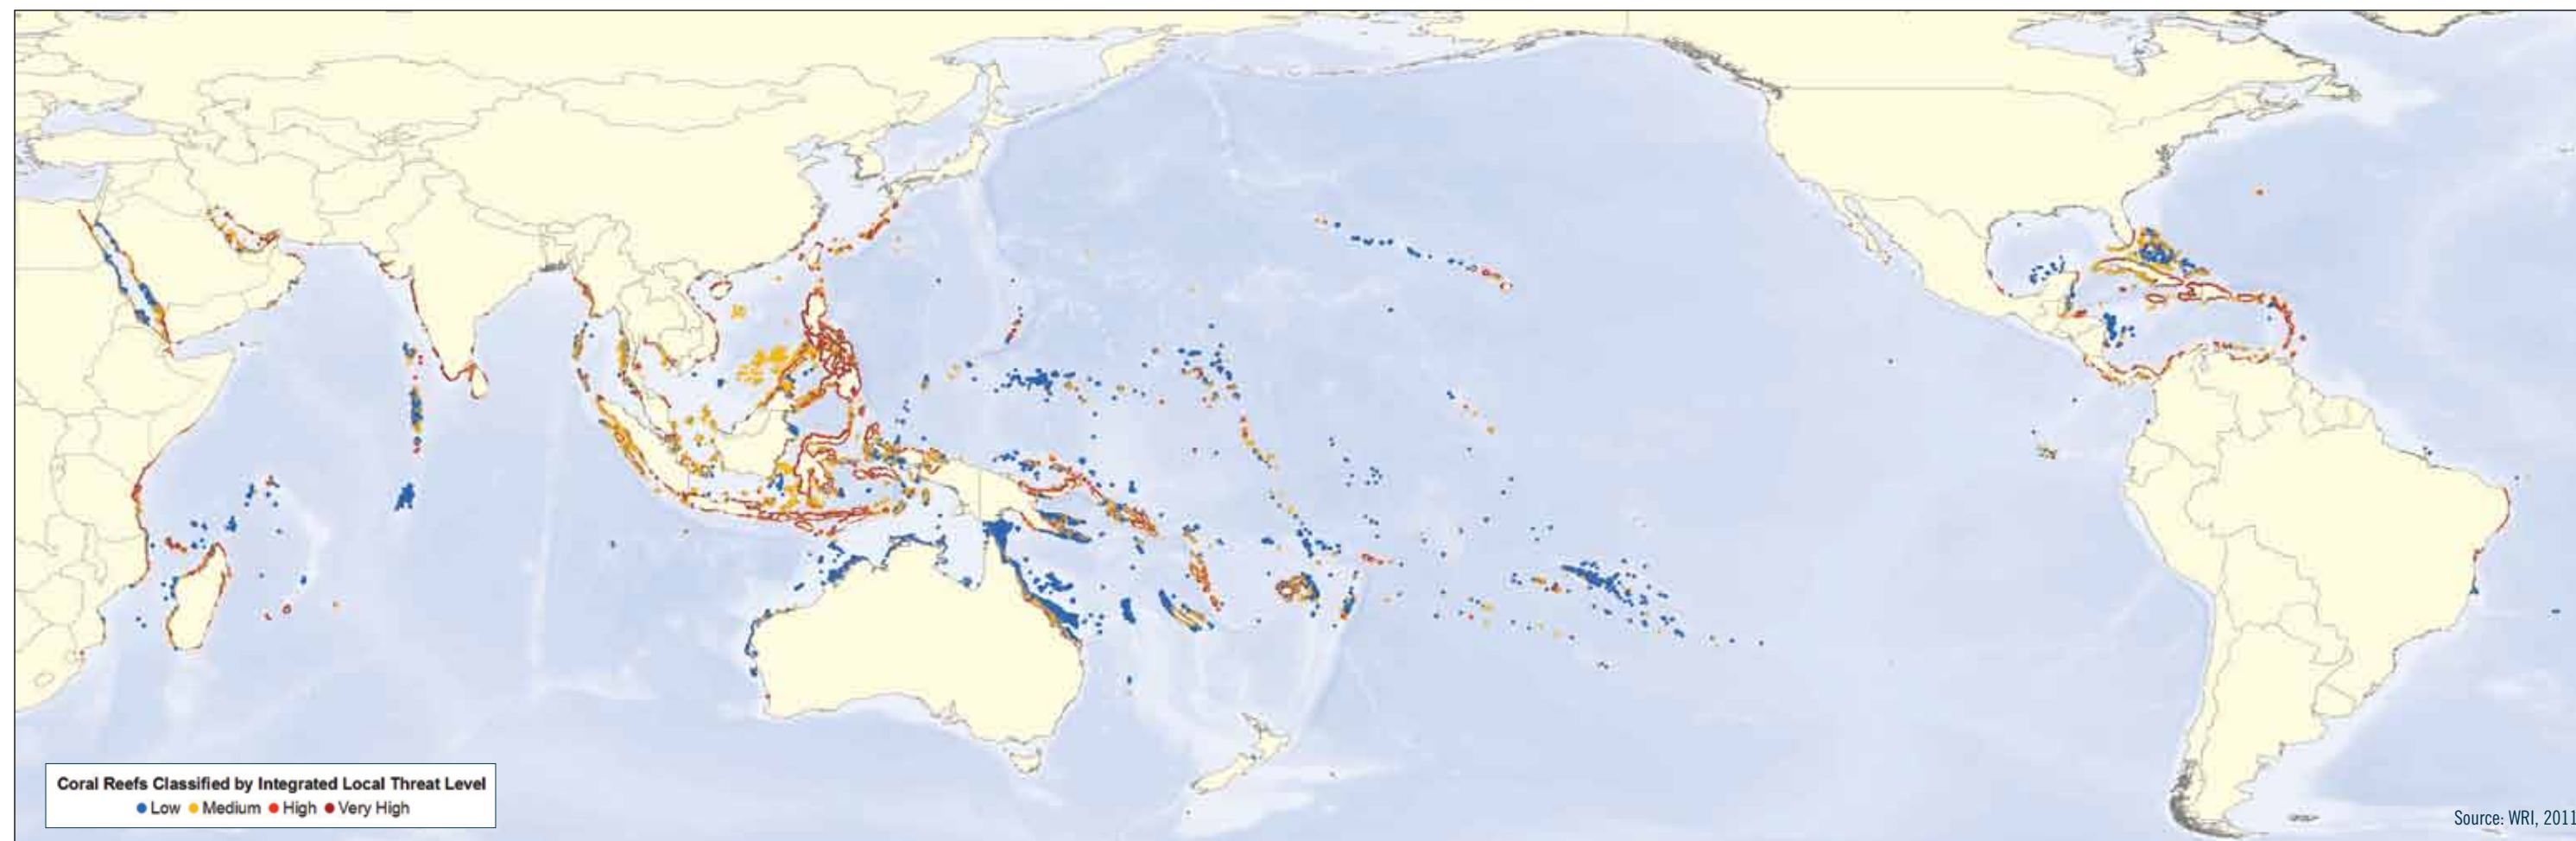 Coral Reefs Classified by Integrated Local Threat Level
Low Medium High Very High
Source: WRI, 2011